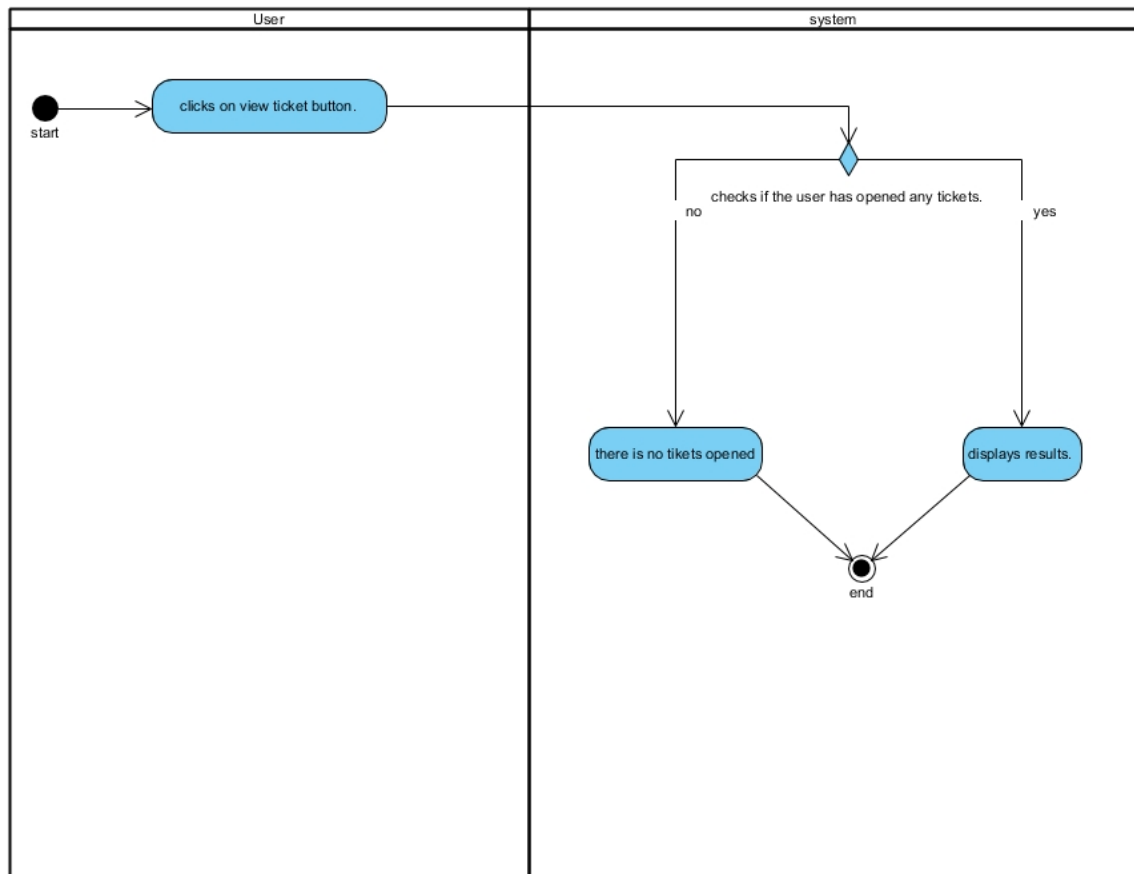 User
system
clicks on view ticket button.
start
checks if the user has opened any tickets.
no
yes
there is no tikets opened
displays results.
end